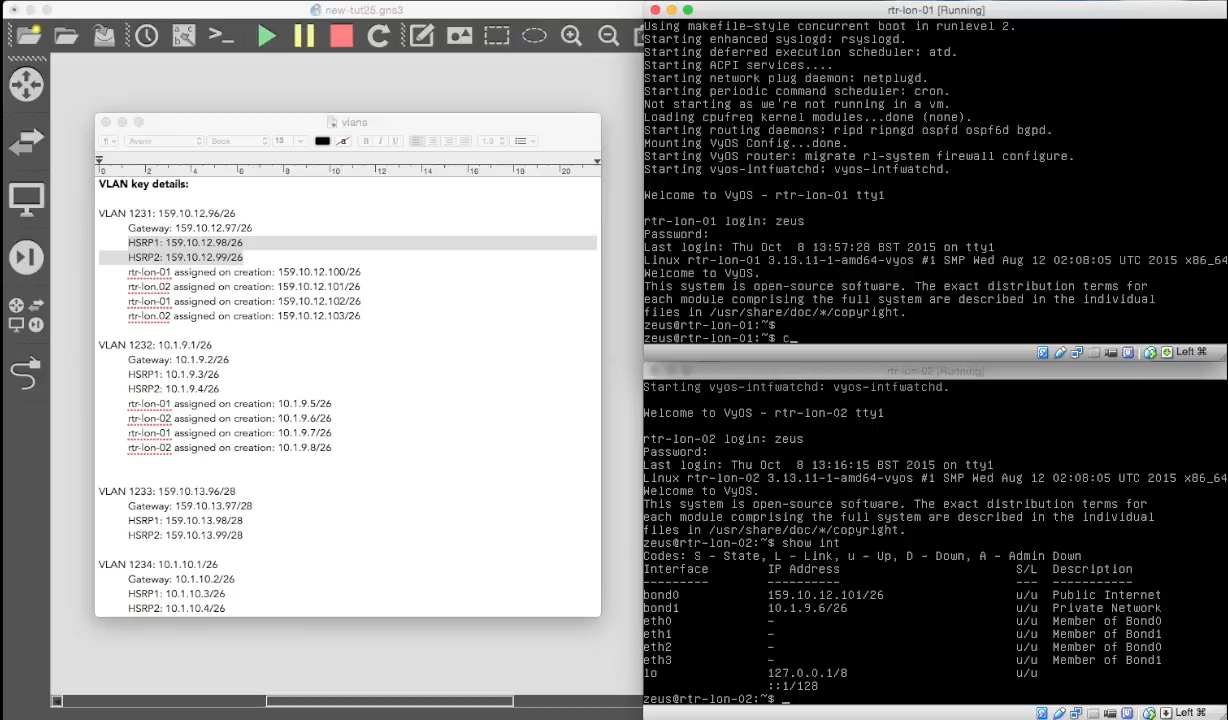 new-tut25.gns3
vlans
Book
13
B I U
1.0
0 2 4 6 8 10 12 14 16 18 20
VLAN key details:
VLAN 1231: 159.10.12.96/26
Gateway: 159.10.12.97/26
HSRP1: 159.10.12.98/26
HSRP2: 159.10.12.99/26
rtr-lon-01 assigned on creation: 159.10.12.100/26
rtr-lon.02 assigned on creation: 159.10.12.101/26
rtr-lon-01 assigned on creation: 159.10.12.102/26
rtr-lon.02 assigned on creation: 159.10.12.103/26
VLAN 1232: 10.1.9.1/26
Gateway: 10.1.9.2/26
HSRP1: 10.1.9.3/26
HSRP2: 10.1.9.4/26
rtr-lon-01 assigned on creation: 10.1.9.5/26
rtr-lon-02 assigned on creation: 10.1.9.6/26
rtr-lon-01 assigned on creation: 10.1.9.7/26
rtr-lon-02 assigned on creation: 10.1.9.8/26
VLAN 1233: 159.10.13.96/28
Gateway: 159.10.13.97/28
HSRP1: 159.10.13.98/28
HSRP2: 159.10.13.99/28
VLAN 1234: 10.1.10.1/26
Gateway: 10.1.10.2/26
HSRP1: 10.1.10.3/26
HSRP2: 10.1.10.4/26
rtr-lon-01 [Running]
Using makefile-style concurrent boot in runlevel 2.
Starting enhanced syslogd: rsyslogd.
Starting deferred execution scheduler: atd.
Starting ACPI services....
Starting network plug daemon: netplugd.
Starting periodic command scheduler: cron.
Not starting as we're not running in a vm.
Loading cpufreq kernel modules...done (none).
Starting routing daemons: ripd ripngd ospfd ospf6d bgpd.
Mounting VyOS Config...done.
Starting VyOS router: migrate rl-system firewall configure.
Starting vyos-intfwatchd: vyos-intfwatchd.
Welcome to VyOS - rtr-lon-01 tty1
rtr-lon-01 login: zeus
Password:
Last login: Thu Oct  8 13:57:28 BST 2015 on tty1
Linux rtr-lon-01 3.13.11-1-amd64-vyos #1 SMP Wed Aug 12 02:08:05 UTC 2015 x86_64
Welcome to VyOS.
This system is open-source software. The exact distribution terms for
each module comprising the full system are described in the individual
files in /usr/share/doc/*/copyright.
zeus@rtr-lon-01:~$
zeus@rtr-lon-01:~$ c_
Left ⌘
rtr-lon-02 [Running]
Starting vyos-intfwatchd: vyos-intfwatchd.
Welcome to VyOS - rtr-lon-02 tty1
rtr-lon-02 login: zeus
Password:
Last login: Thu Oct  8 13:16:15 BST 2015 on tty1
Linux rtr-lon-02 3.13.11-1-amd64-vyos #1 SMP Wed Aug 12 02:08:05 UTC 2015 x86_64
Welcome to VyOS.
This system is open-source software. The exact distribution terms for
each module comprising the full system are described in the individual
files in /usr/share/doc/*/copyright.
zeus@rtr-lon-02:~$ show int
Codes: S - State, L - Link, u - Up, D - Down, A - Admin Down
Interface IP Address S/L Description
--------- ---------- --- -----------
bond0 159.10.12.101/26 u/u Public Internet
bond1 10.1.9.6/26 u/u Private Network
eth0 - u/u Member of Bond0
eth1 - u/u Member of Bond1
eth2 - u/u Member of Bond0
eth3 - u/u Member of Bond1
lo 127.0.0.1/8 u/u
::1/128
zeus@rtr-lon-02:~$ _
Left ⌘